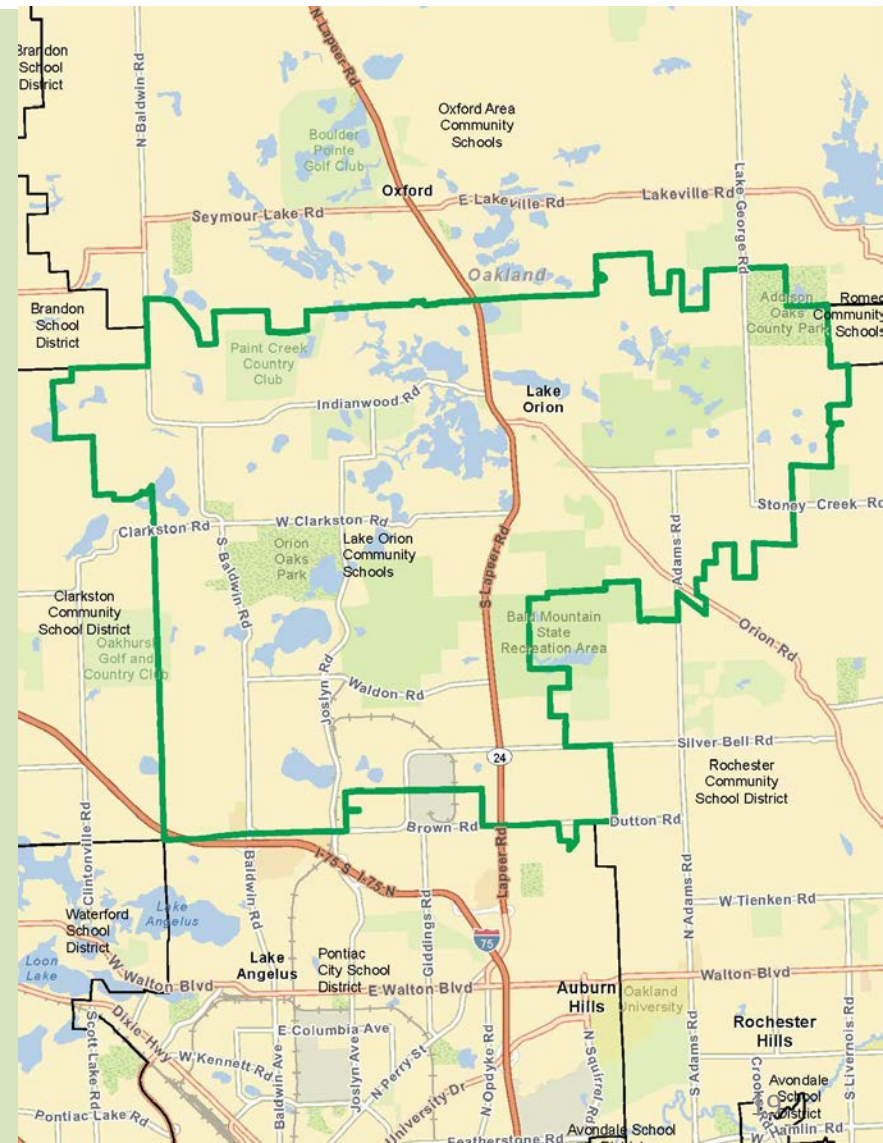 N Lapeer Rd
Brandon
School
District
N Baldwin Rd
Oxford Area
Community
Schools
Boulder
Pointe
Golf Club
Oxford
E Lakeville Rd
Lakeville Rd
Lake George Rd
Seymour Lake Rd
Oakland
Brandon
School
District
Addison
Oaks
County Park
Romeo
Community
Schools
Paint Creek
Country
Club
Indianwood Rd
Lake
Orion
Stoney Creek Rd
Clarkston Rd
W Clarkston Rd
S Baldwin Rd
Orion
Oaks
Park
Lake Orion
Community
Schools
S Lapeer Rd
Adams Rd
Clarkston
Community
School District
Oakhurst
Golf and
Country Club
Bald Mountain
State
Recreation Area
Orion Rd
Joslyn Rd
Waldon Rd
24
Silver Bell Rd
Rochester
Community
School District
Clintonville Rd
Brown Rd
Dutton Rd
Baldwin Rd
I-75 S
I-75 N
Lapeer Rd
Giddings Rd
N Adams Rd
W Tienken Rd
Waterford
School
District
Lake
Angelus
Loon
Lake
Lake
Angelus
Pontiac
City School
District
75
W Walton Blvd
E Walton Blvd
Walton Blvd
Auburn
Hills
Oakland
University
Rochester
Hills
Scott Lake Rd
Dixie Hwy
E Columbia Ave
W Kennett Rd
Baldwin Ave
Joslyn Ave
N Perry St
N Opdyke Rd
N Squirrel Rd
S Adams Rd
Crooks Rd
S Livernois Rd
Avondale
School
District
Pontiac Lake Rd
University Dr
Featherstone Rd
Avondale School
District
W Hamlin Rd